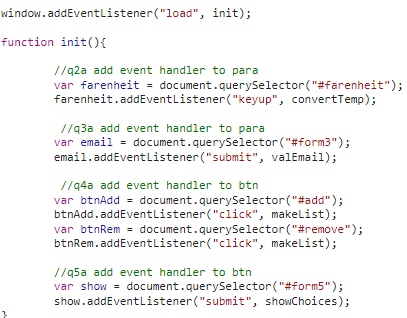 window.addEventListener("load", init);
function init(){
//q2a add event handler to para
var farenheit = document.querySelector("#farenheit");
farenheit.addEventListener("keyup", convertTemp);
//q3a add event handler to para
var email = document.querySelector("#form3");
email.addEventListener("submit", valEmail);
//q4a add event handler to btn
var btnAdd = document.querySelector("#add");
btnAdd.addEventListener("click", makeList);
var btnRem = document.querySelector("#remove");
btnRem.addEventListener("click", makeList);
//q5a add event handler to btn
var show = document.querySelector("#form5");
show.addEventListener("submit", showChoices);
}